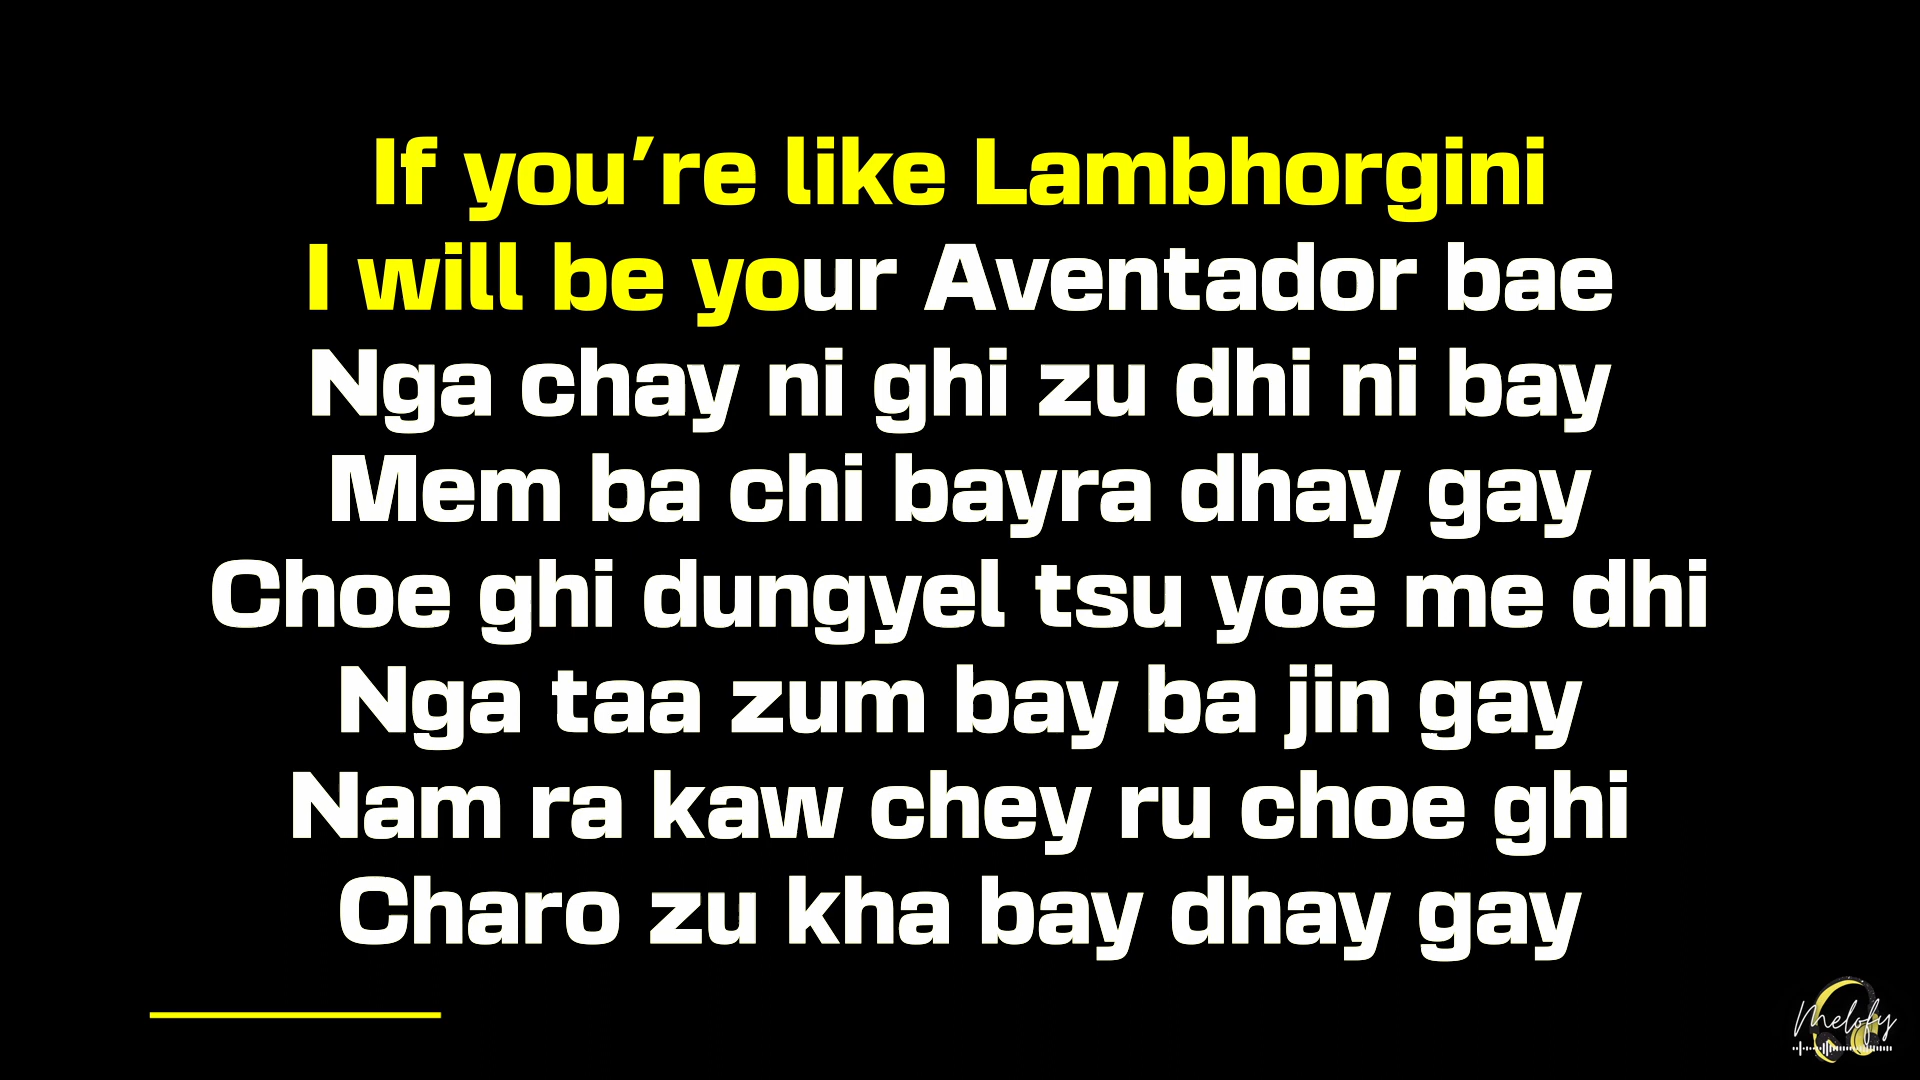 If you’re like Lambhorgini
I will be your Aventador bae
Nga chay ni ghi zu dhi ni bay
Mem ba chi bayra dhay gay
Choe ghi dungyel tsu yoe me dhi
Nga taa zum bay ba jin gay
Nam ra kaw chey ru choe ghi
Charo zu kha bay dhay gay
Melofy